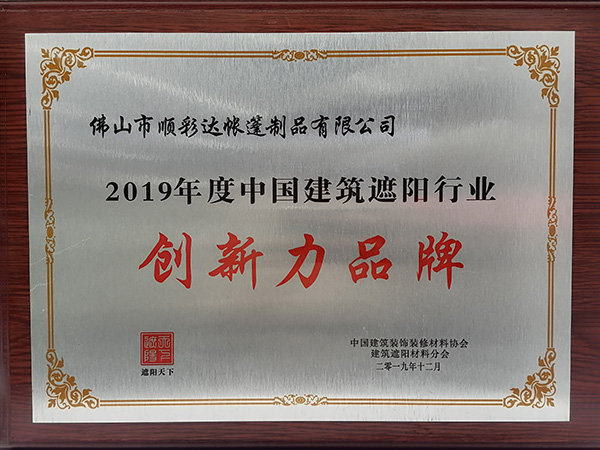 佛山市顺彩达帐篷制品有限公司
2019年度中国建筑遮阳行业
创新力品牌
遮阳天下
中国建筑装饰装修材料协会
建筑遮阳材料分会
二零一九年十二月